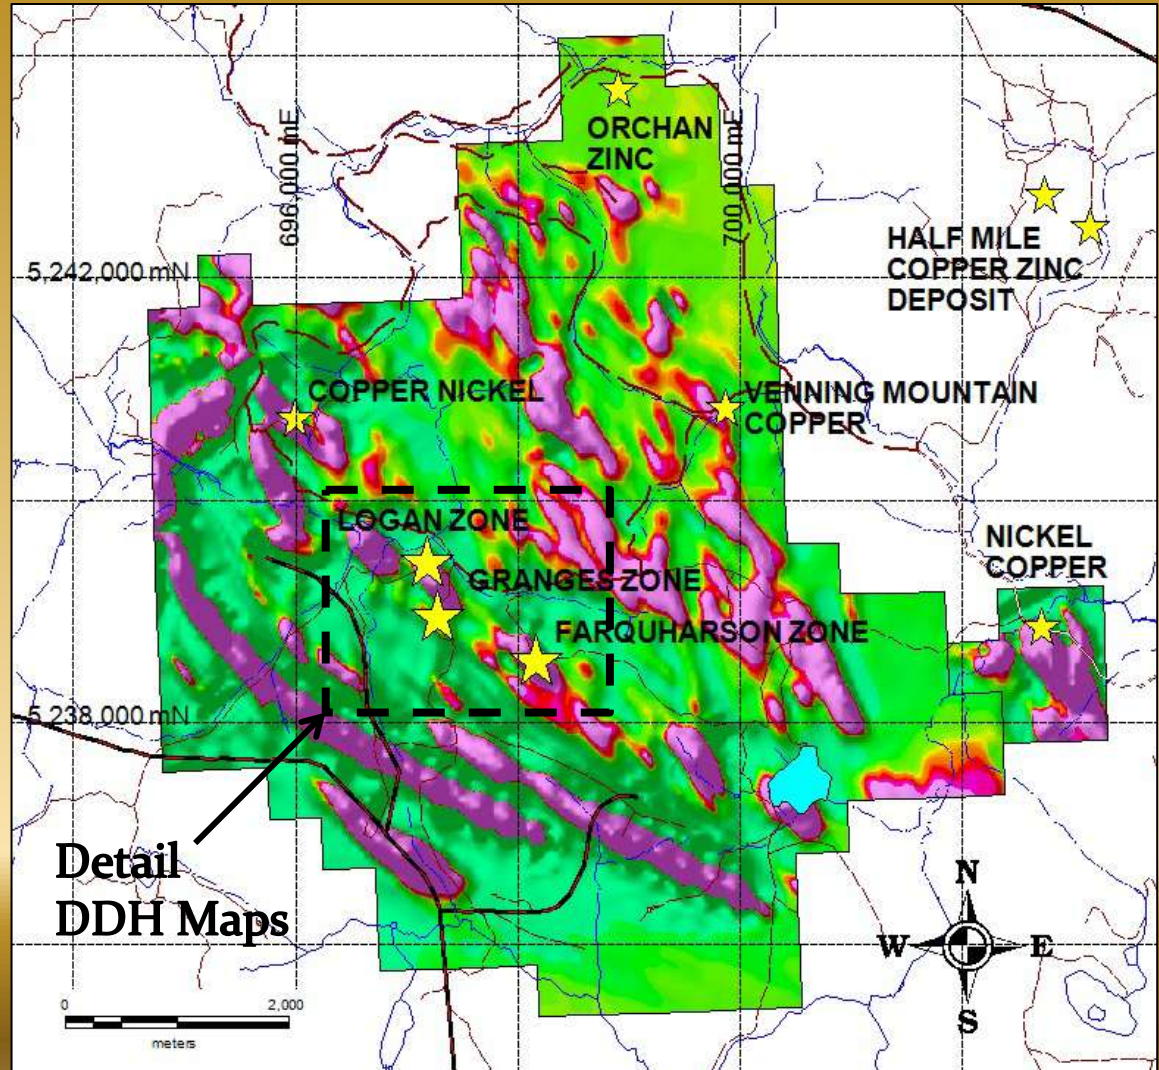 ORCHAN
ZINC
696,000 mE
700,000 mE
HALF MILE
COPPER ZINC
DEPOSIT
5,242,000 mN
COPPER NICKEL
VENNING MOUNTAIN
COPPER
LOGAN ZONE
NICKEL
COPPER
GRANGES ZONE
FARQUHARSON ZONE
5,238,000 mN
Detail
DDH Maps
N
W
E
S
0
2,000
meters